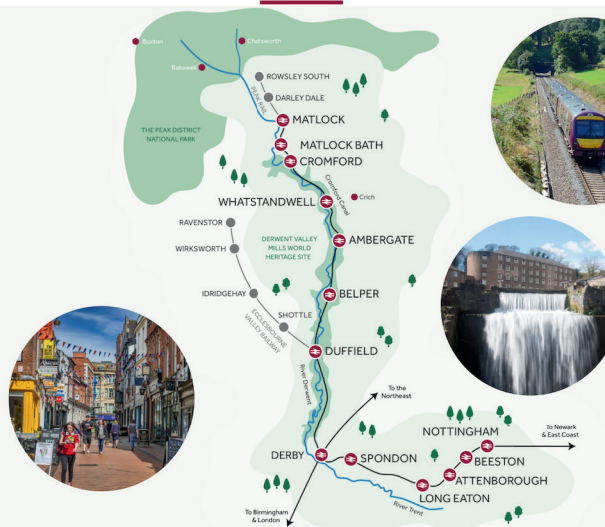 Buxton
Chatsworth
Bakewell
ROWSLEY SOUTH
PEAK RAIL
DARLEY DALE
MATLOCK
THE PEAK DISTRICT
NATIONAL PARK
MATLOCK BATH
CROMFORD
Cromford Canal
Crich
WHATSTANDWELL
RAVENSTOR
DERWENT VALLEY
MILLS WORLD
HERITAGE SITE
AMBERGATE
WIRKSWORTH
IDRIDGEHAY
BELPER
SHOTTLE
ECCLESBOURNE
VALLEY RAILWAY
DUFFIELD
River Derwent
To the
Northeast
NOTTINGHAM
To Newark
& East Coast
DERBY
SPONDON
BEESTON
ATTENBOROUGH
LONG EATON
River Trent
To Birmingham
& London